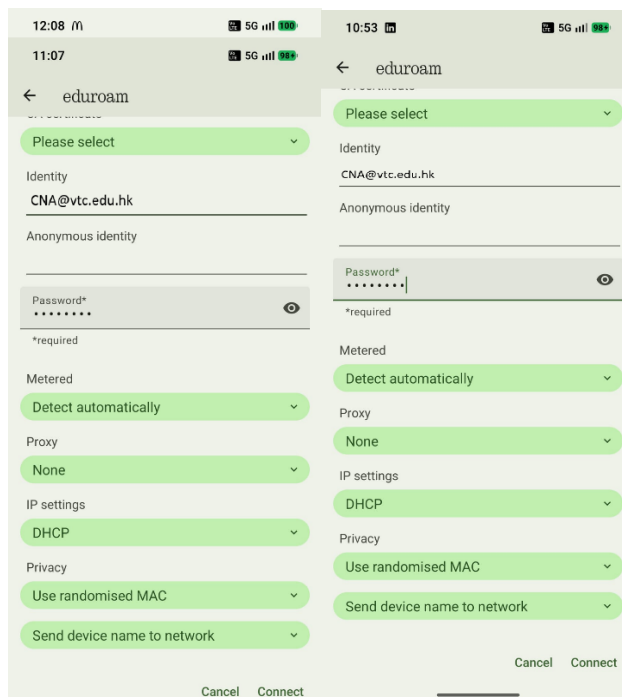 12:08 5G 100
11:07 5G 98+
eduroam
Please select
Identity
CNA@vtc.edu.hk
Anonymous identity
Password*
••••••••
*required
Metered
Detect automatically
Proxy
None
IP settings
DHCP
Privacy
Use randomised MAC
Send device name to network
Cancel Connect
10:53 in 5G 98+
eduroam
Please select
Identity
CNA@vtc.edu.hk
Anonymous identity
Password*
••••••••
*required
Metered
Detect automatically
Proxy
None
IP settings
DHCP
Privacy
Use randomised MAC
Send device name to network
Cancel Connect